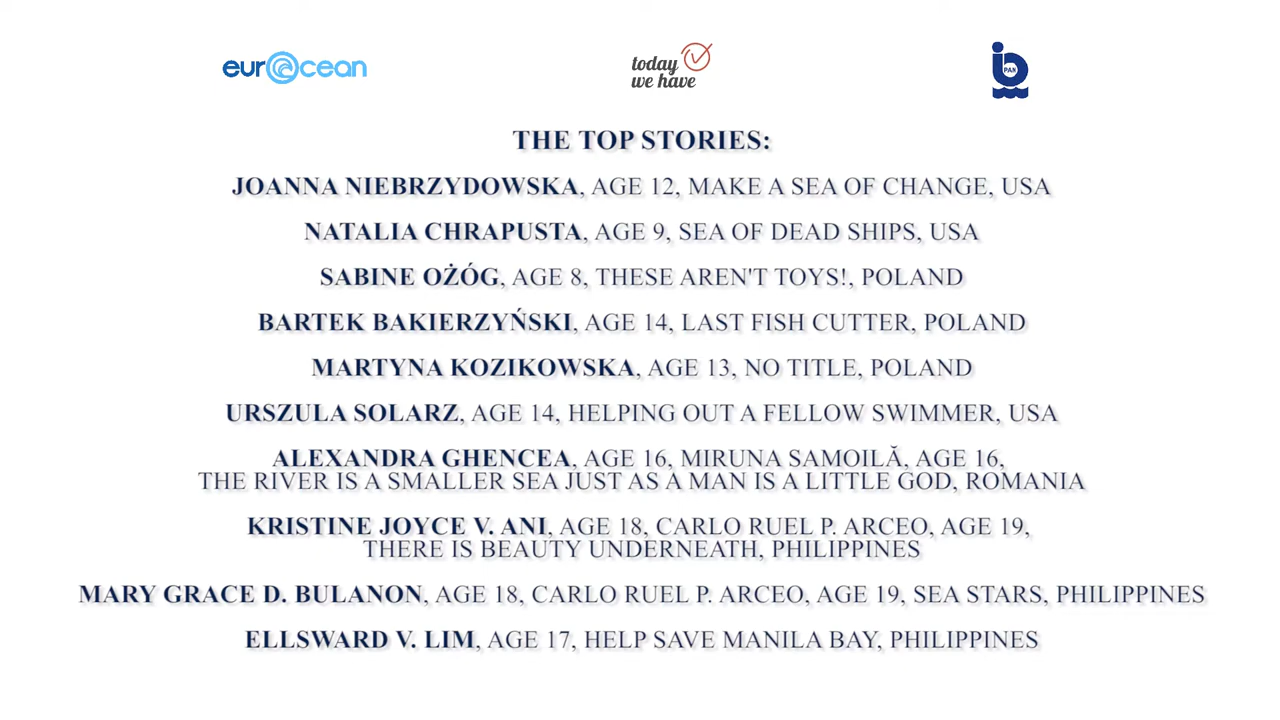 eurocean
today
we have
PAN
THE TOP STORIES:
JOANNA NIEBRZYDOWSKA, AGE 12, MAKE A SEA OF CHANGE, USA
NATALIA CHRAPUSTA, AGE 9, SEA OF DEAD SHIPS, USA
SABINE OŻÓG, AGE 8, THESE AREN'T TOYS!, POLAND
BARTEK BAKIERZYŃSKI, AGE 14, LAST FISH CUTTER, POLAND
MARTYNA KOZIKOWSKA, AGE 13, NO TITLE, POLAND
URSZULA SOLARZ, AGE 14, HELPING OUT A FELLOW SWIMMER, USA
ALEXANDRA GHENCEA, AGE 16, MIRUNA SAMOILĂ, AGE 16,
THE RIVER IS A SMALLER SEA JUST AS A MAN IS A LITTLE GOD, ROMANIA
KRISTINE JOYCE V. ANI, AGE 18, CARLO RUEL P. ARCEO, AGE 19,
THERE IS BEAUTY UNDERNEATH, PHILIPPINES
MARY GRACE D. BULANON, AGE 18, CARLO RUEL P. ARCEO, AGE 19, SEA STARS, PHILIPPINES
ELLSWARD V. LIM, AGE 17, HELP SAVE MANILA BAY, PHILIPPINES